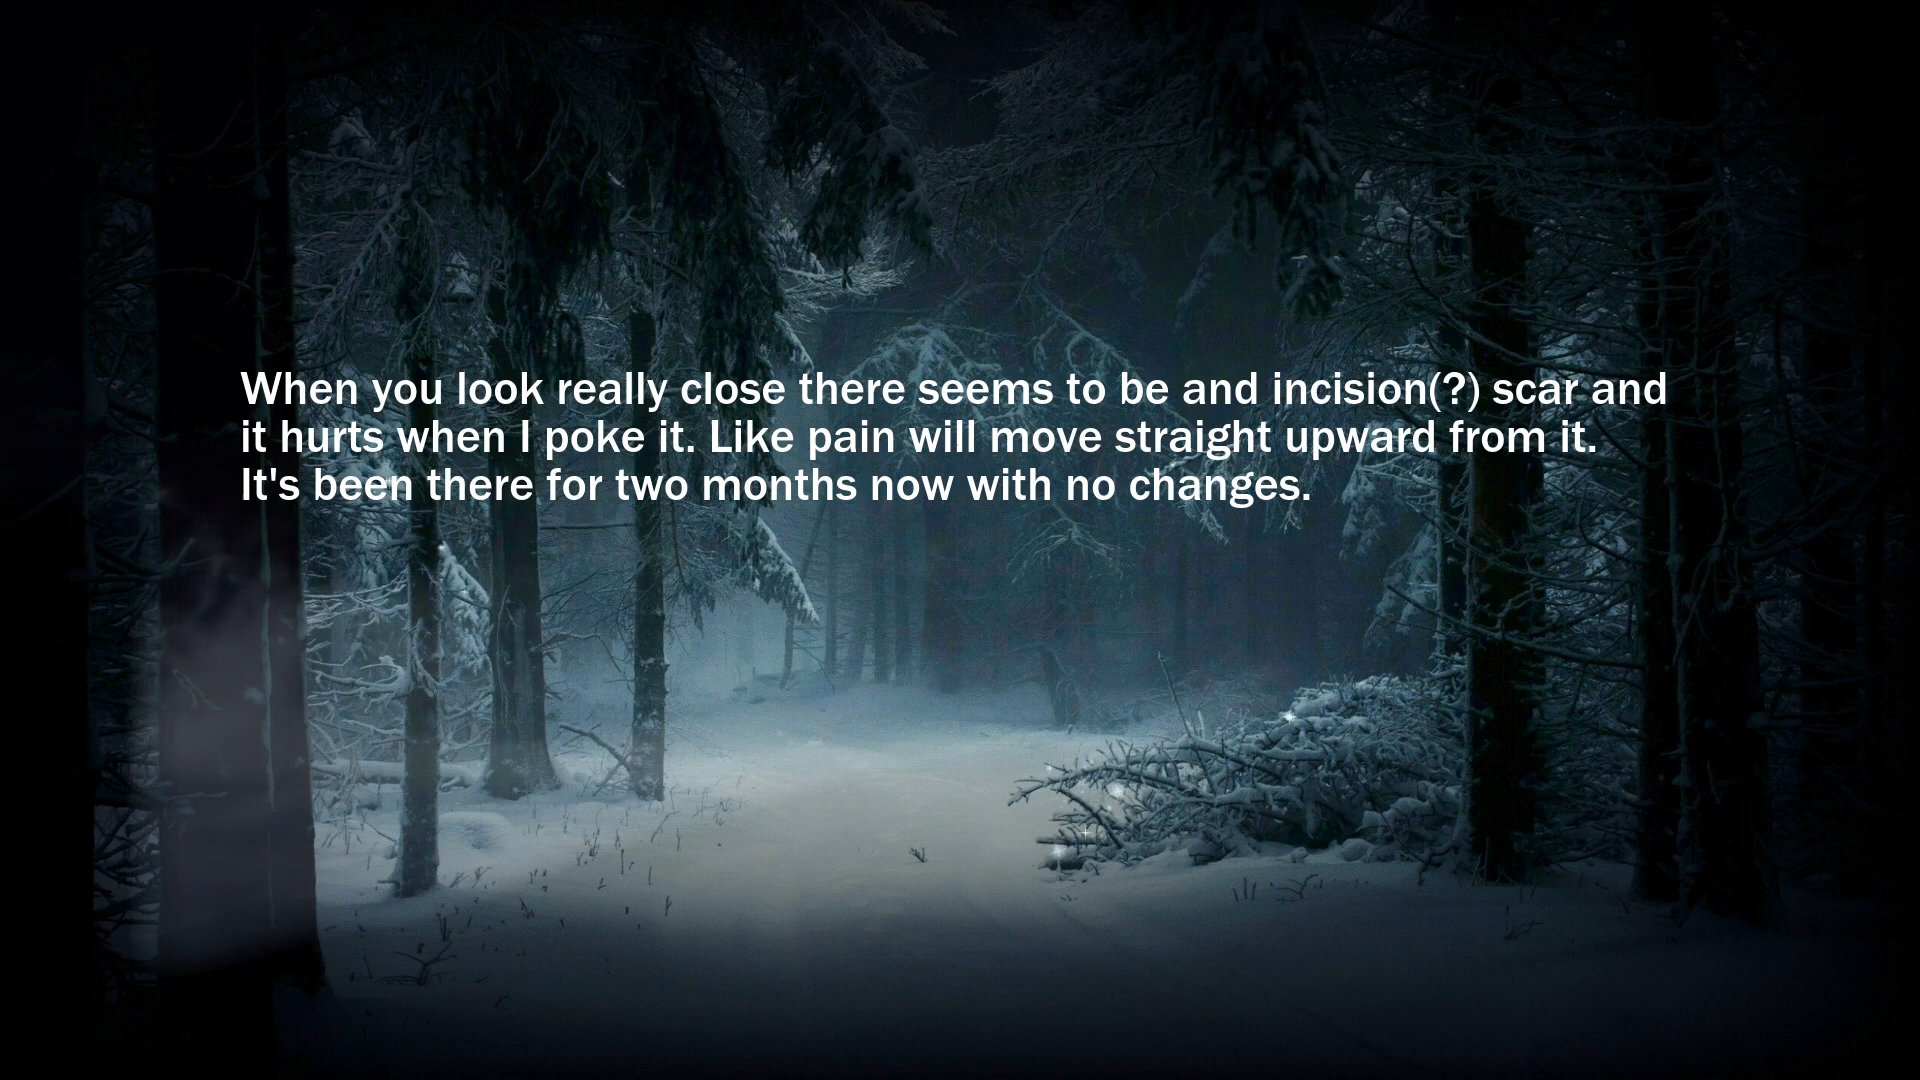 When you look really close there seems to be and incision(?) scar and
it hurts when I poke it. Like pain will move straight upward from it.
It's been there for two months now with no changes.